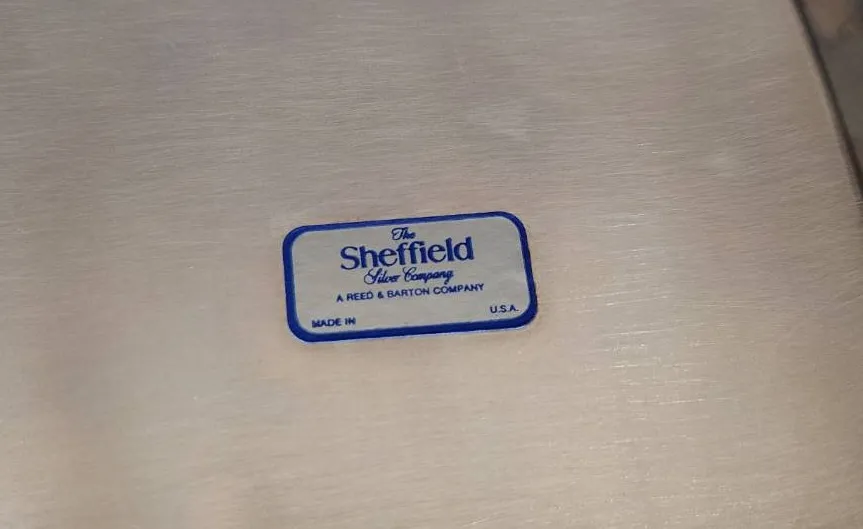 The
Sheffield
Silver Company
A REED & BARTON COMPANY
MADE IN U.S.A.